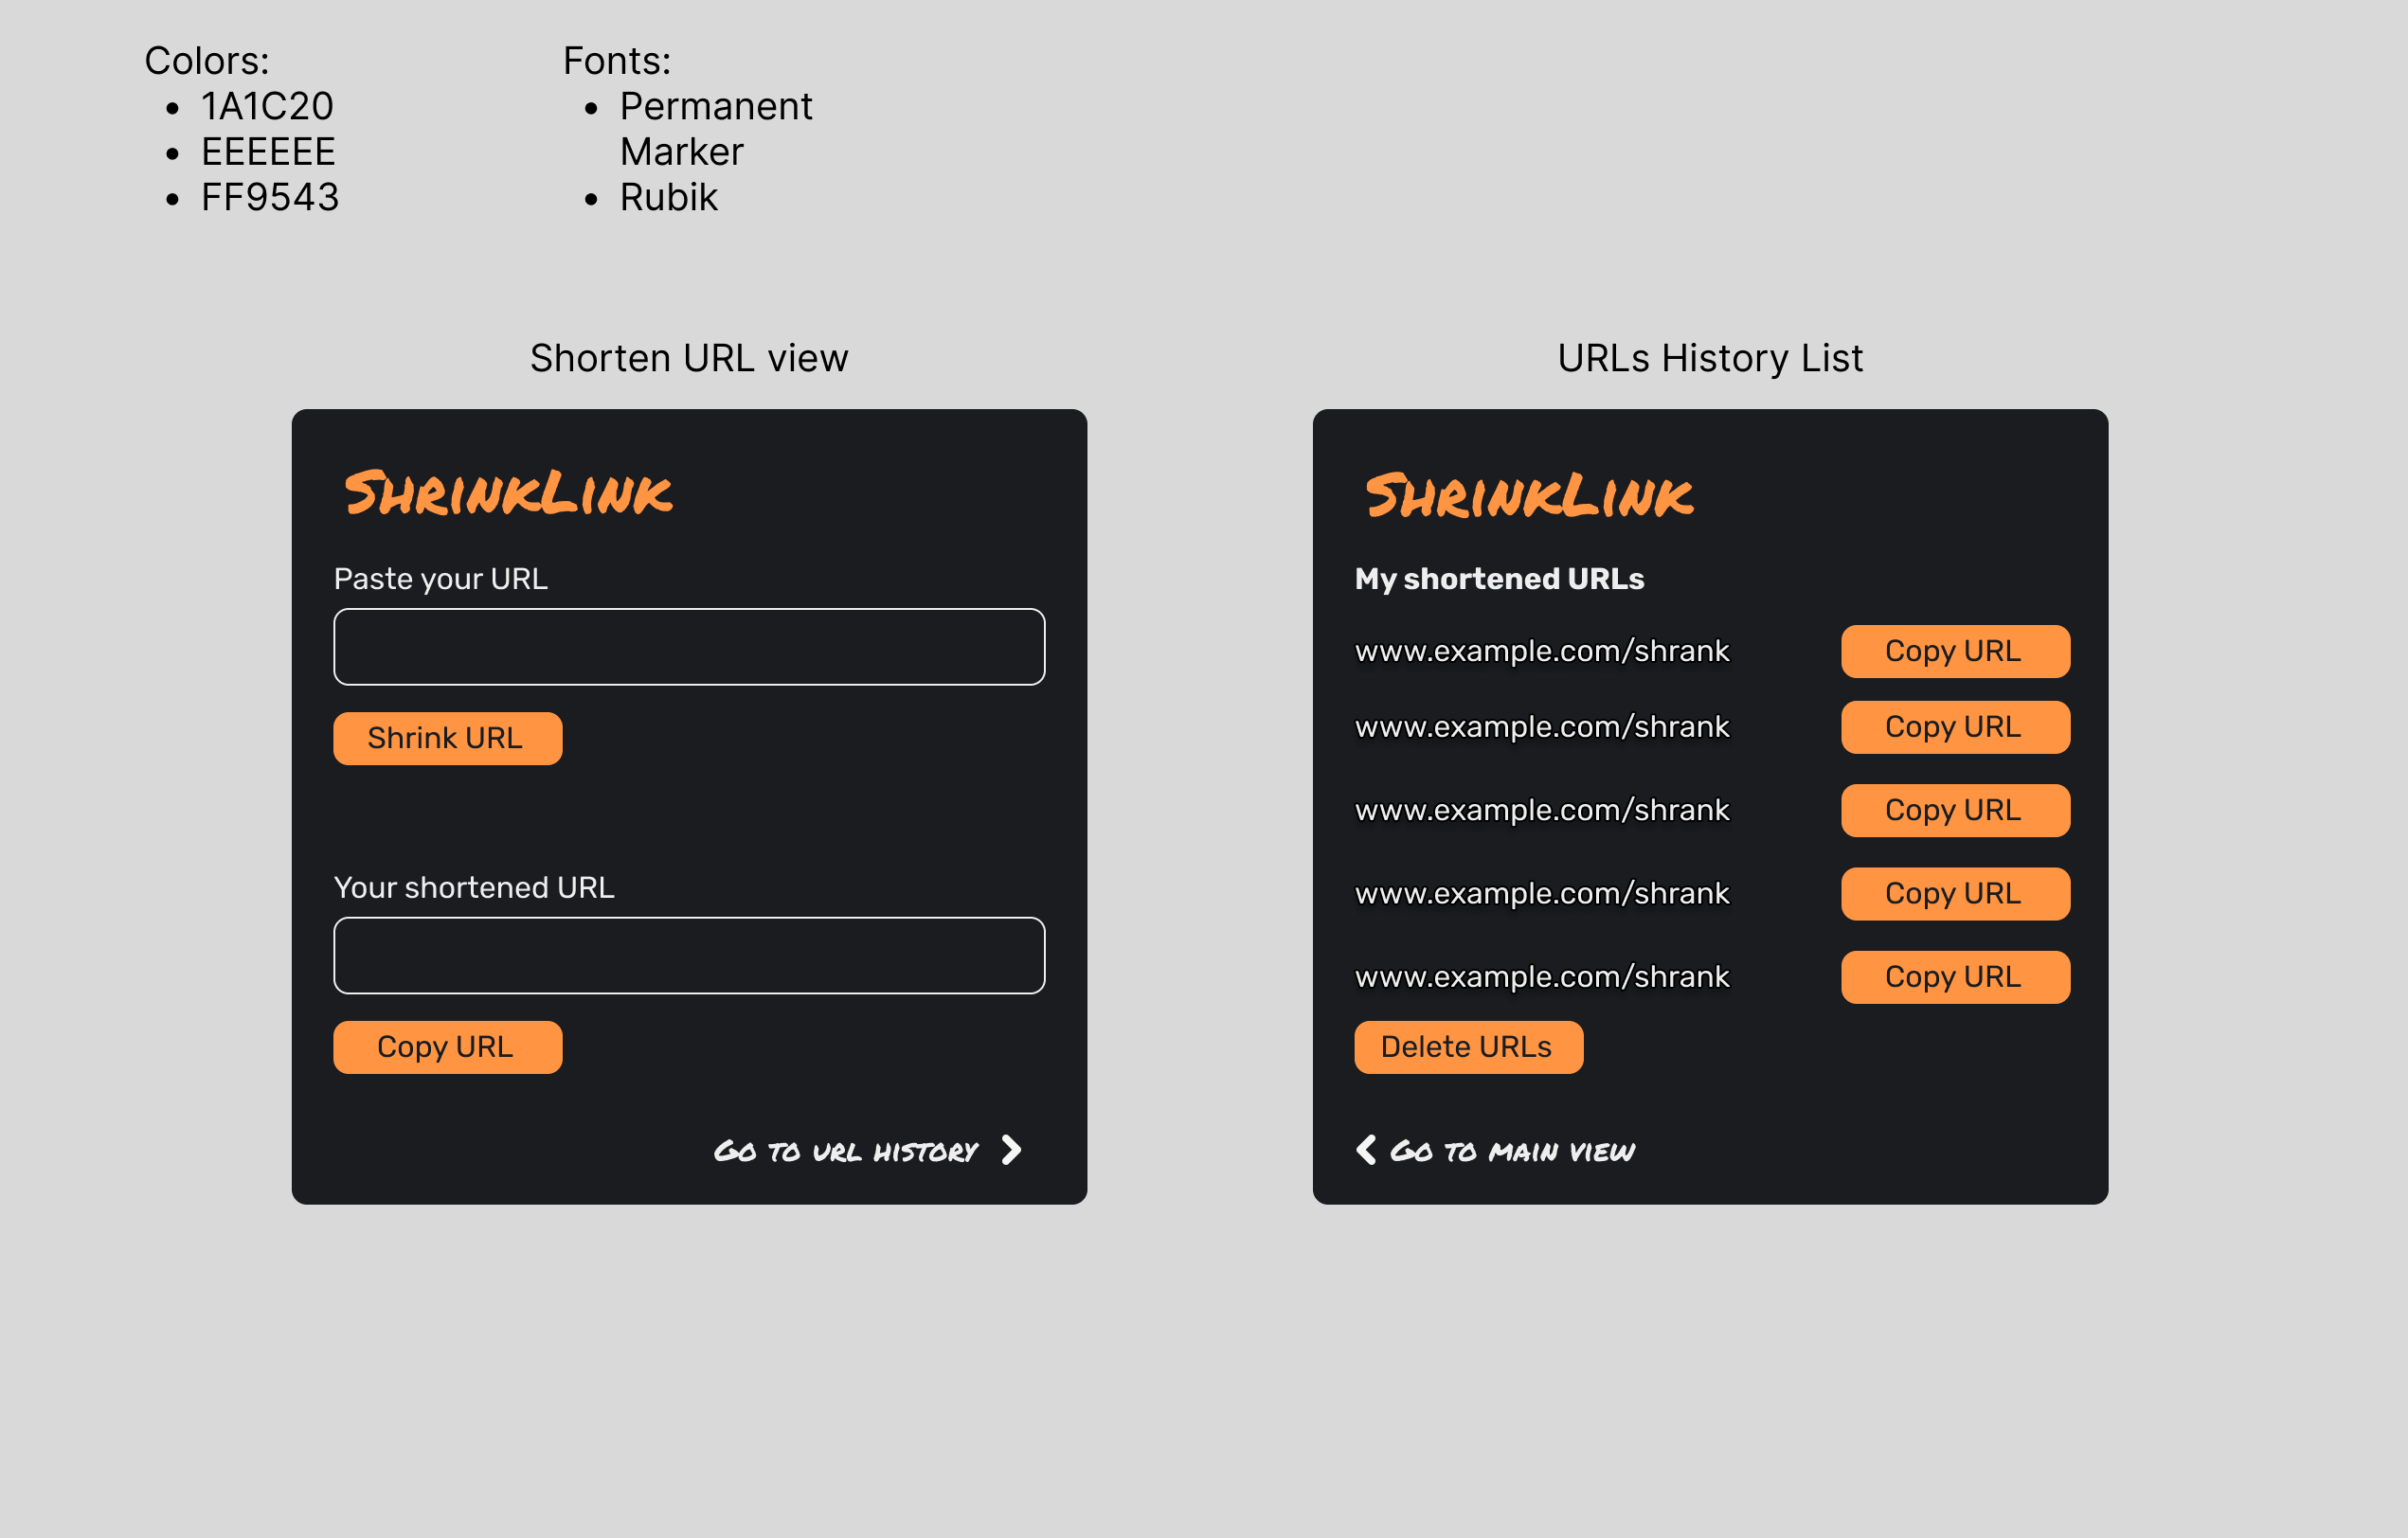 Colors:
1A1C20
EEEEEE
FF9543
Fonts:
Permanent
Marker
Rubik
Shorten URL view
ShrinkLink
Paste your URL
Shrink URL
Your shortened URL
Copy URL
Go to url history
URLs History List
ShrinkLink
My shortened URLs
www.example.com/shrank Copy URL
www.example.com/shrank Copy URL
www.example.com/shrank Copy URL
www.example.com/shrank Copy URL
www.example.com/shrank Copy URL
Delete URLs
Go to main view